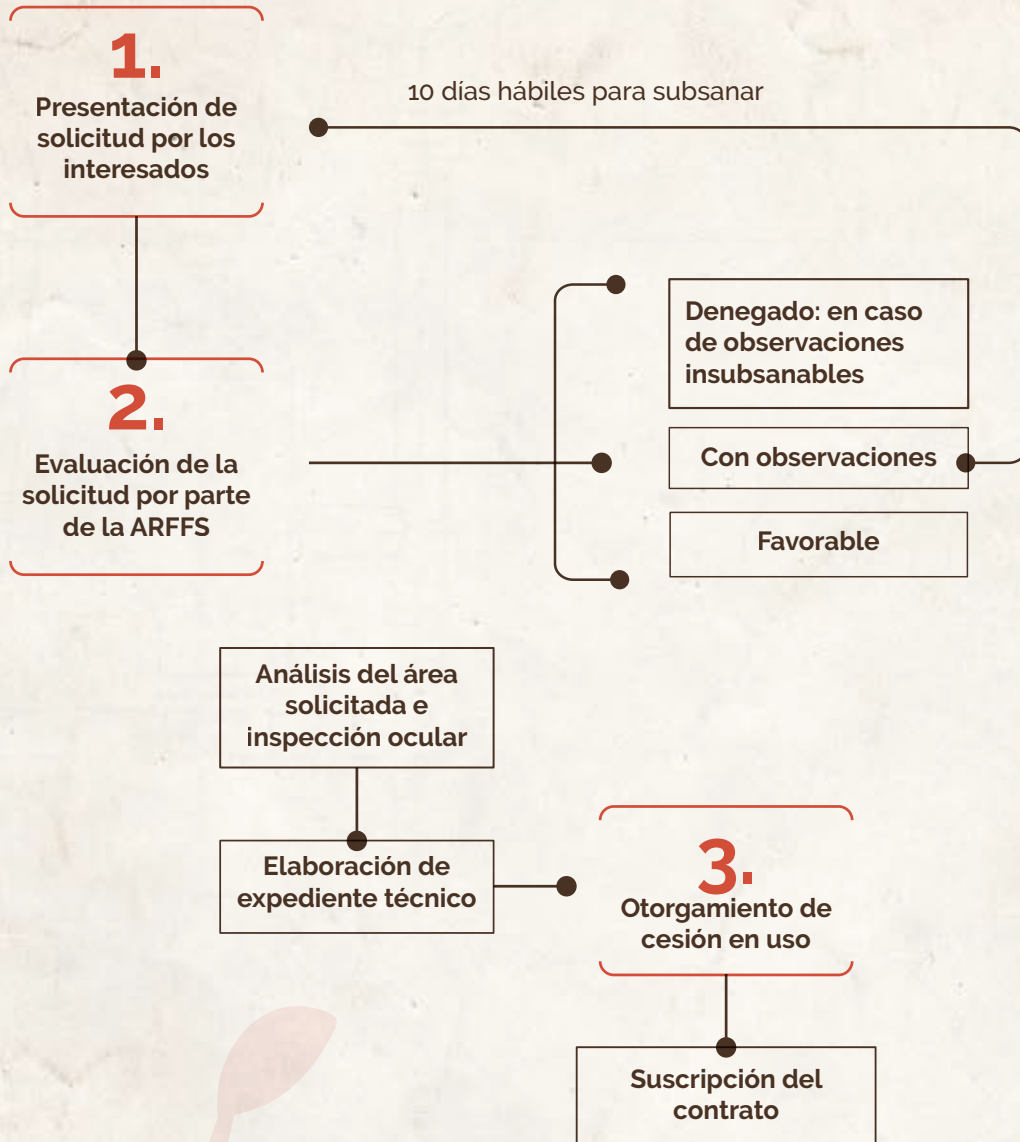 1.
Presentación de
solicitud por los
interesados
10 días hábiles para subsanar
2.
Evaluación de la
solicitud por parte
de la ARFFS
Denegado: en caso
de observaciones
insubsanables
Con observaciones
Favorable
Análisis del área
solicitada e
inspección ocular
Elaboración de
expediente técnico
3.
Otorgamiento de
cesión en uso
Suscripción del
contrato